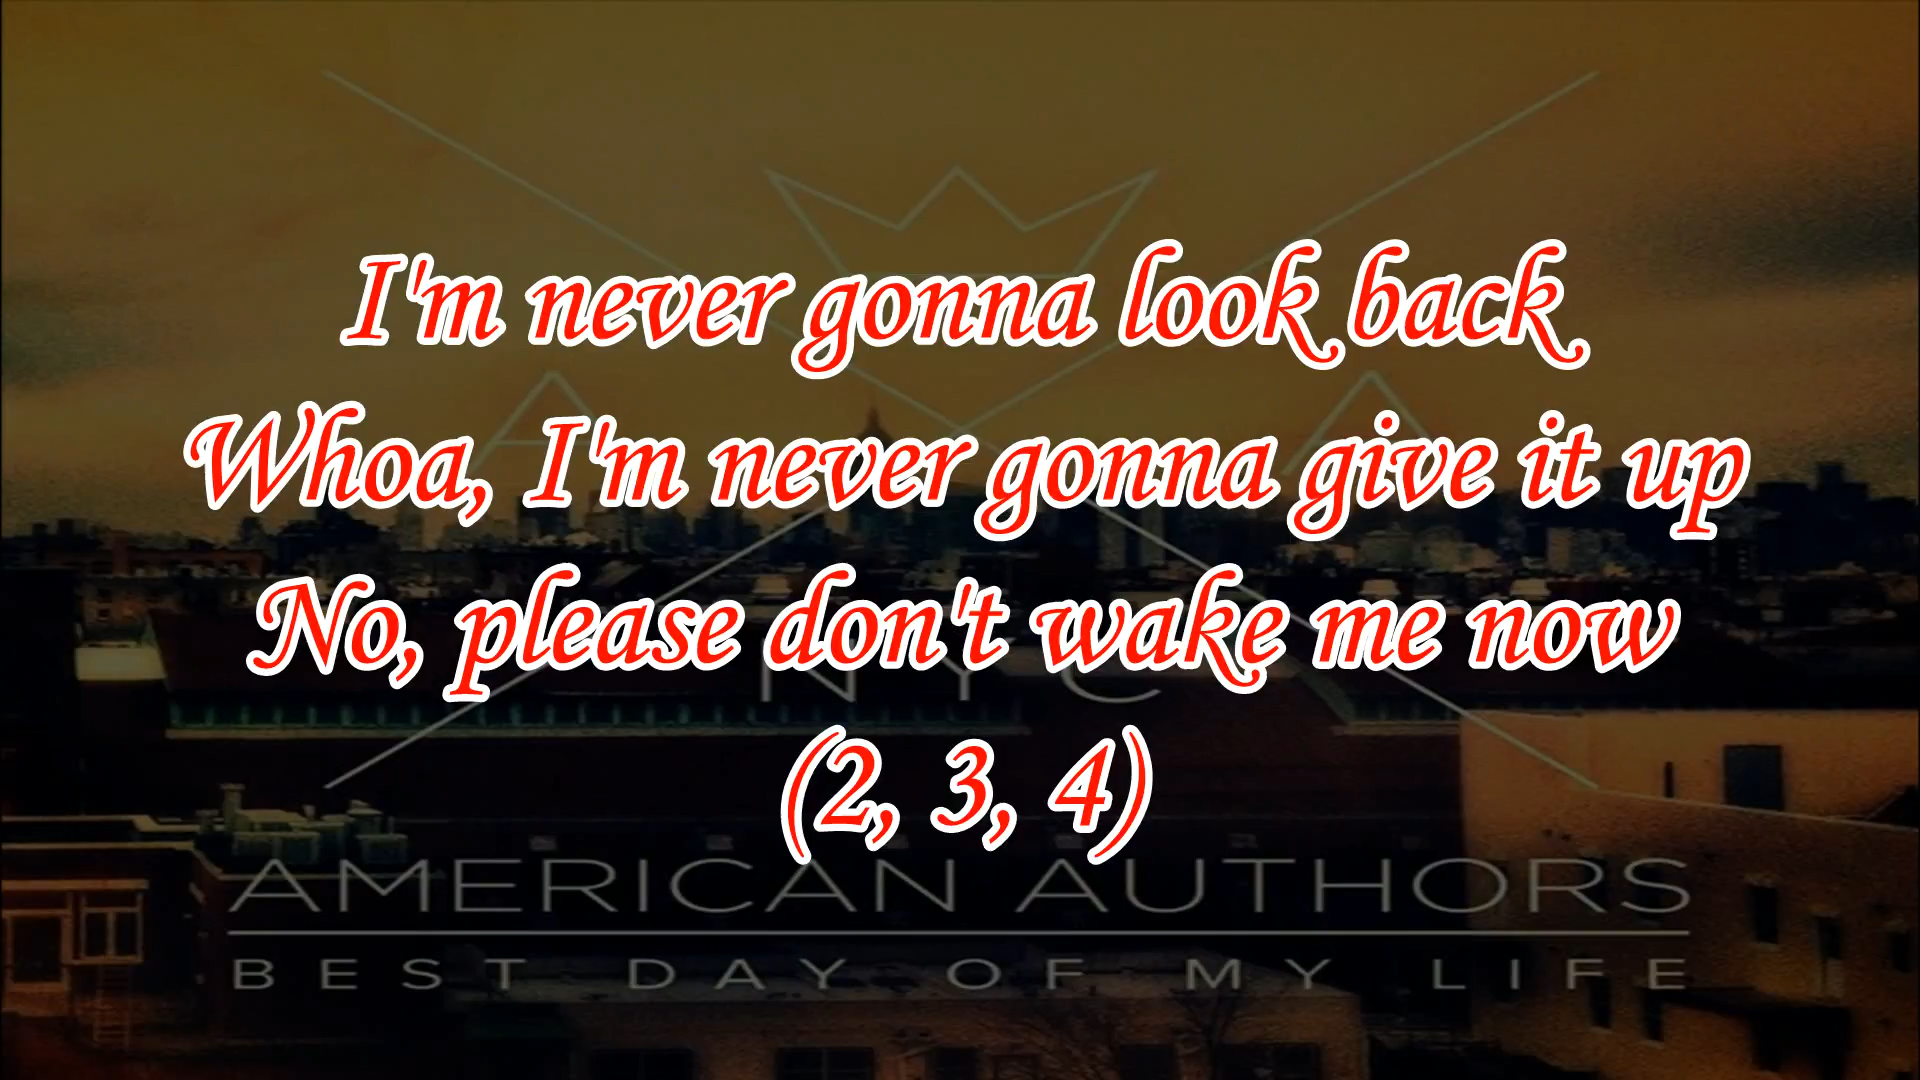 I'm never gonna look back
Whoa, I'm never gonna give it up
No, please don't wake me now
(2, 3, 4)
A A
NYC
AMERICAN AUTHORS
BEST DAY OF MY LIFE